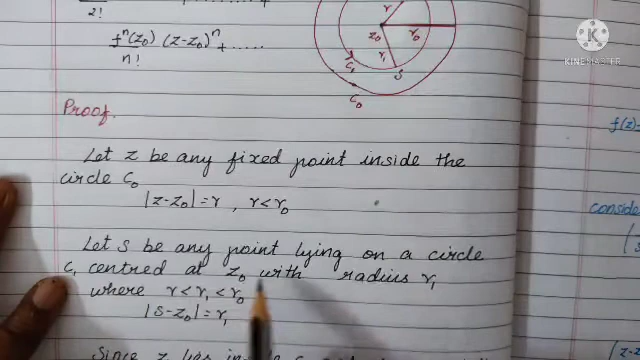 2!
fⁿ(z₀) (z-z₀)ⁿ + .....
n!
r
z₀
r₀
r₁
s
C₁
C₀
KINEMASTER
Proof.
Let z be any fixed point inside the
circle C₀
|z-z₀| = r , r < r₀
Let s be any point lying on a circle
C₁ centred at z₀ with radius r₁
where r < r₁ < r₀
|s-z₀| = r₁
Since z
f(z)-
conside